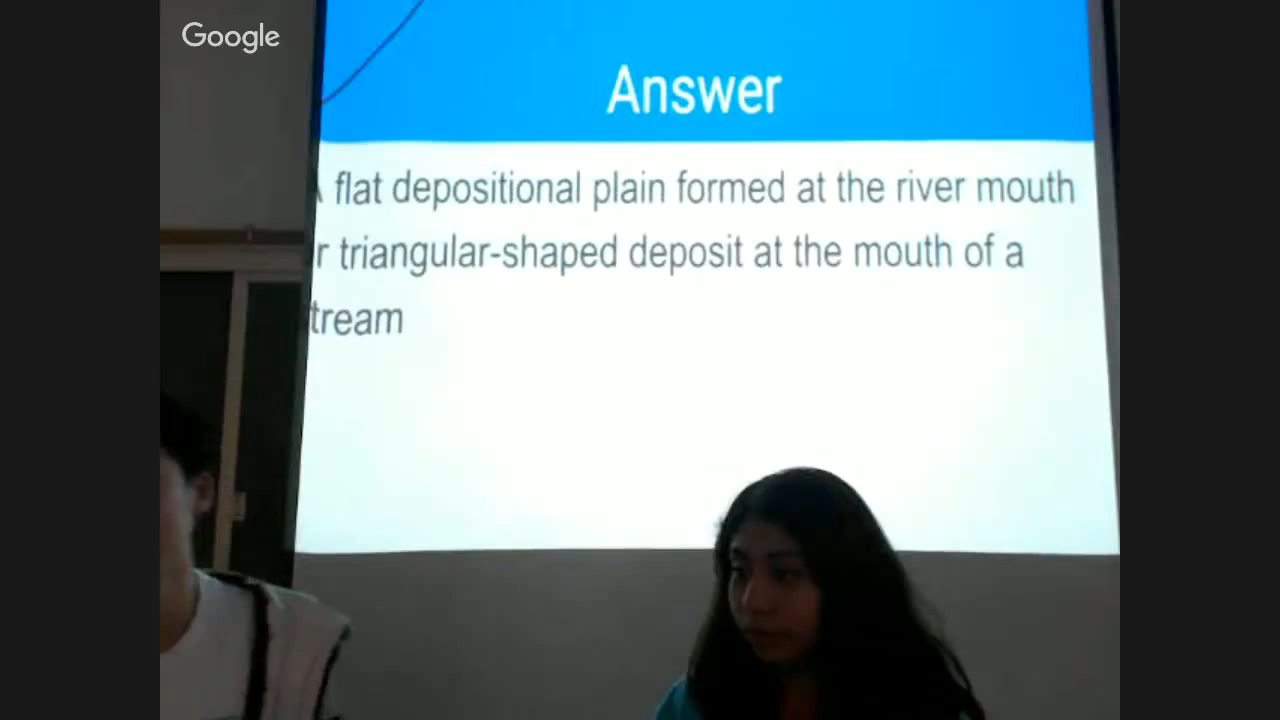 Google
Answer
flat depositional plain formed at the river mouth
r triangular-shaped deposit at the mouth of a
tream